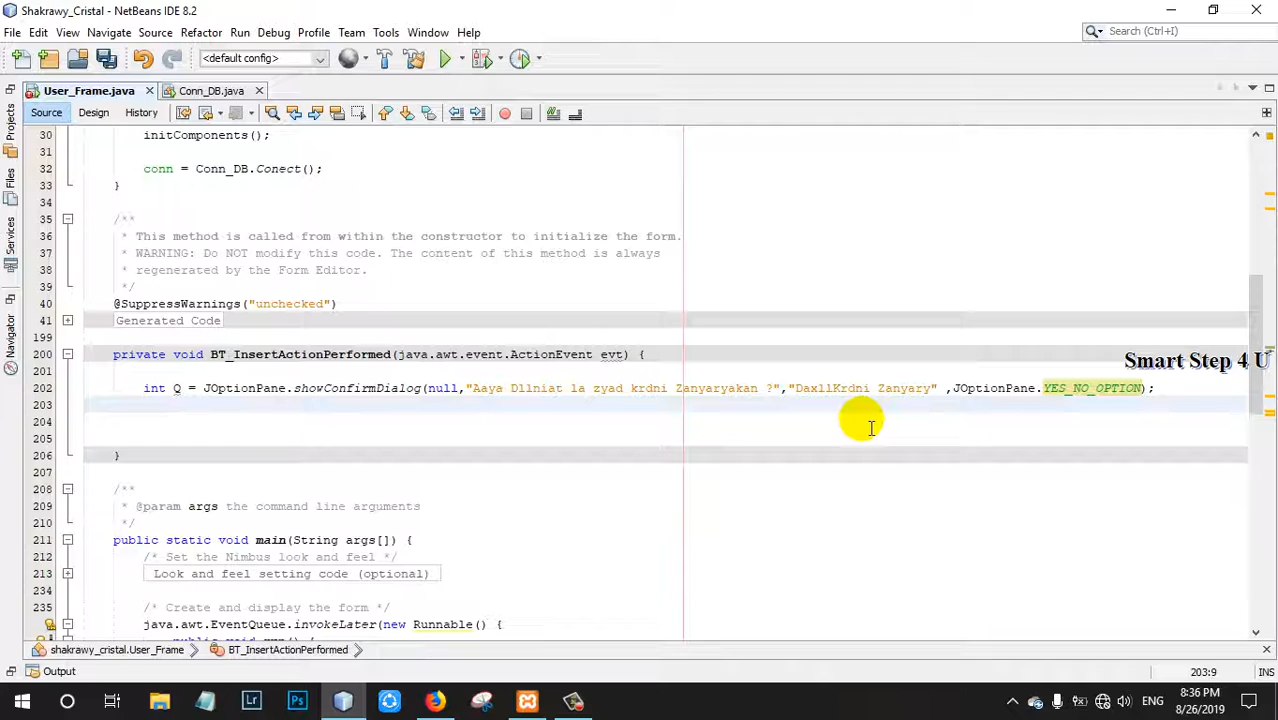 Shakrawy_Cristal - NetBeans IDE 8.2
File Edit View Navigate Source Refactor Run Debug Profile Team Tools Window Help
Search (Ctrl+I)
<default config>
User_Frame.java Conn_DB.java
Source Design History
Projects
Files
Services
Navigator
30 initComponents();
31
32 conn = Conn_DB.Conect();
33 }
34
35 /**
36 * This method is called from within the constructor to initialize the form.
37 * WARNING: Do NOT modify this code. The content of this method is always
38 * regenerated by the Form Editor.
39 */
40 @SuppressWarnings("unchecked")
41 Generated Code
199
200 private void BT_InsertActionPerformed(java.awt.event.ActionEvent evt) {
201
Smart Step 4 U
202 int Q = JOptionPane.showConfirmDialog(null,"Aaya Dllniat la zyad krdni Zanyaryakan ?","DaxllKrdni Zanyary" ,JOptionPane.YES_NO_OPTION);
203
204
205
206 }
207
208 /**
209 * @param args the command line arguments
210 */
211 public static void main(String args[]) {
212 /* Set the Nimbus look and feel */
213 Look and feel setting code (optional)
234
235 /* Create and display the form */
java.awt.EventQueue.invokeLater(new Runnable() {
shakrawy_cristal.User_Frame BT_InsertActionPerformed
Output
203:9 INS
Lr Ps
ENG
8:36 PM
8/26/2019